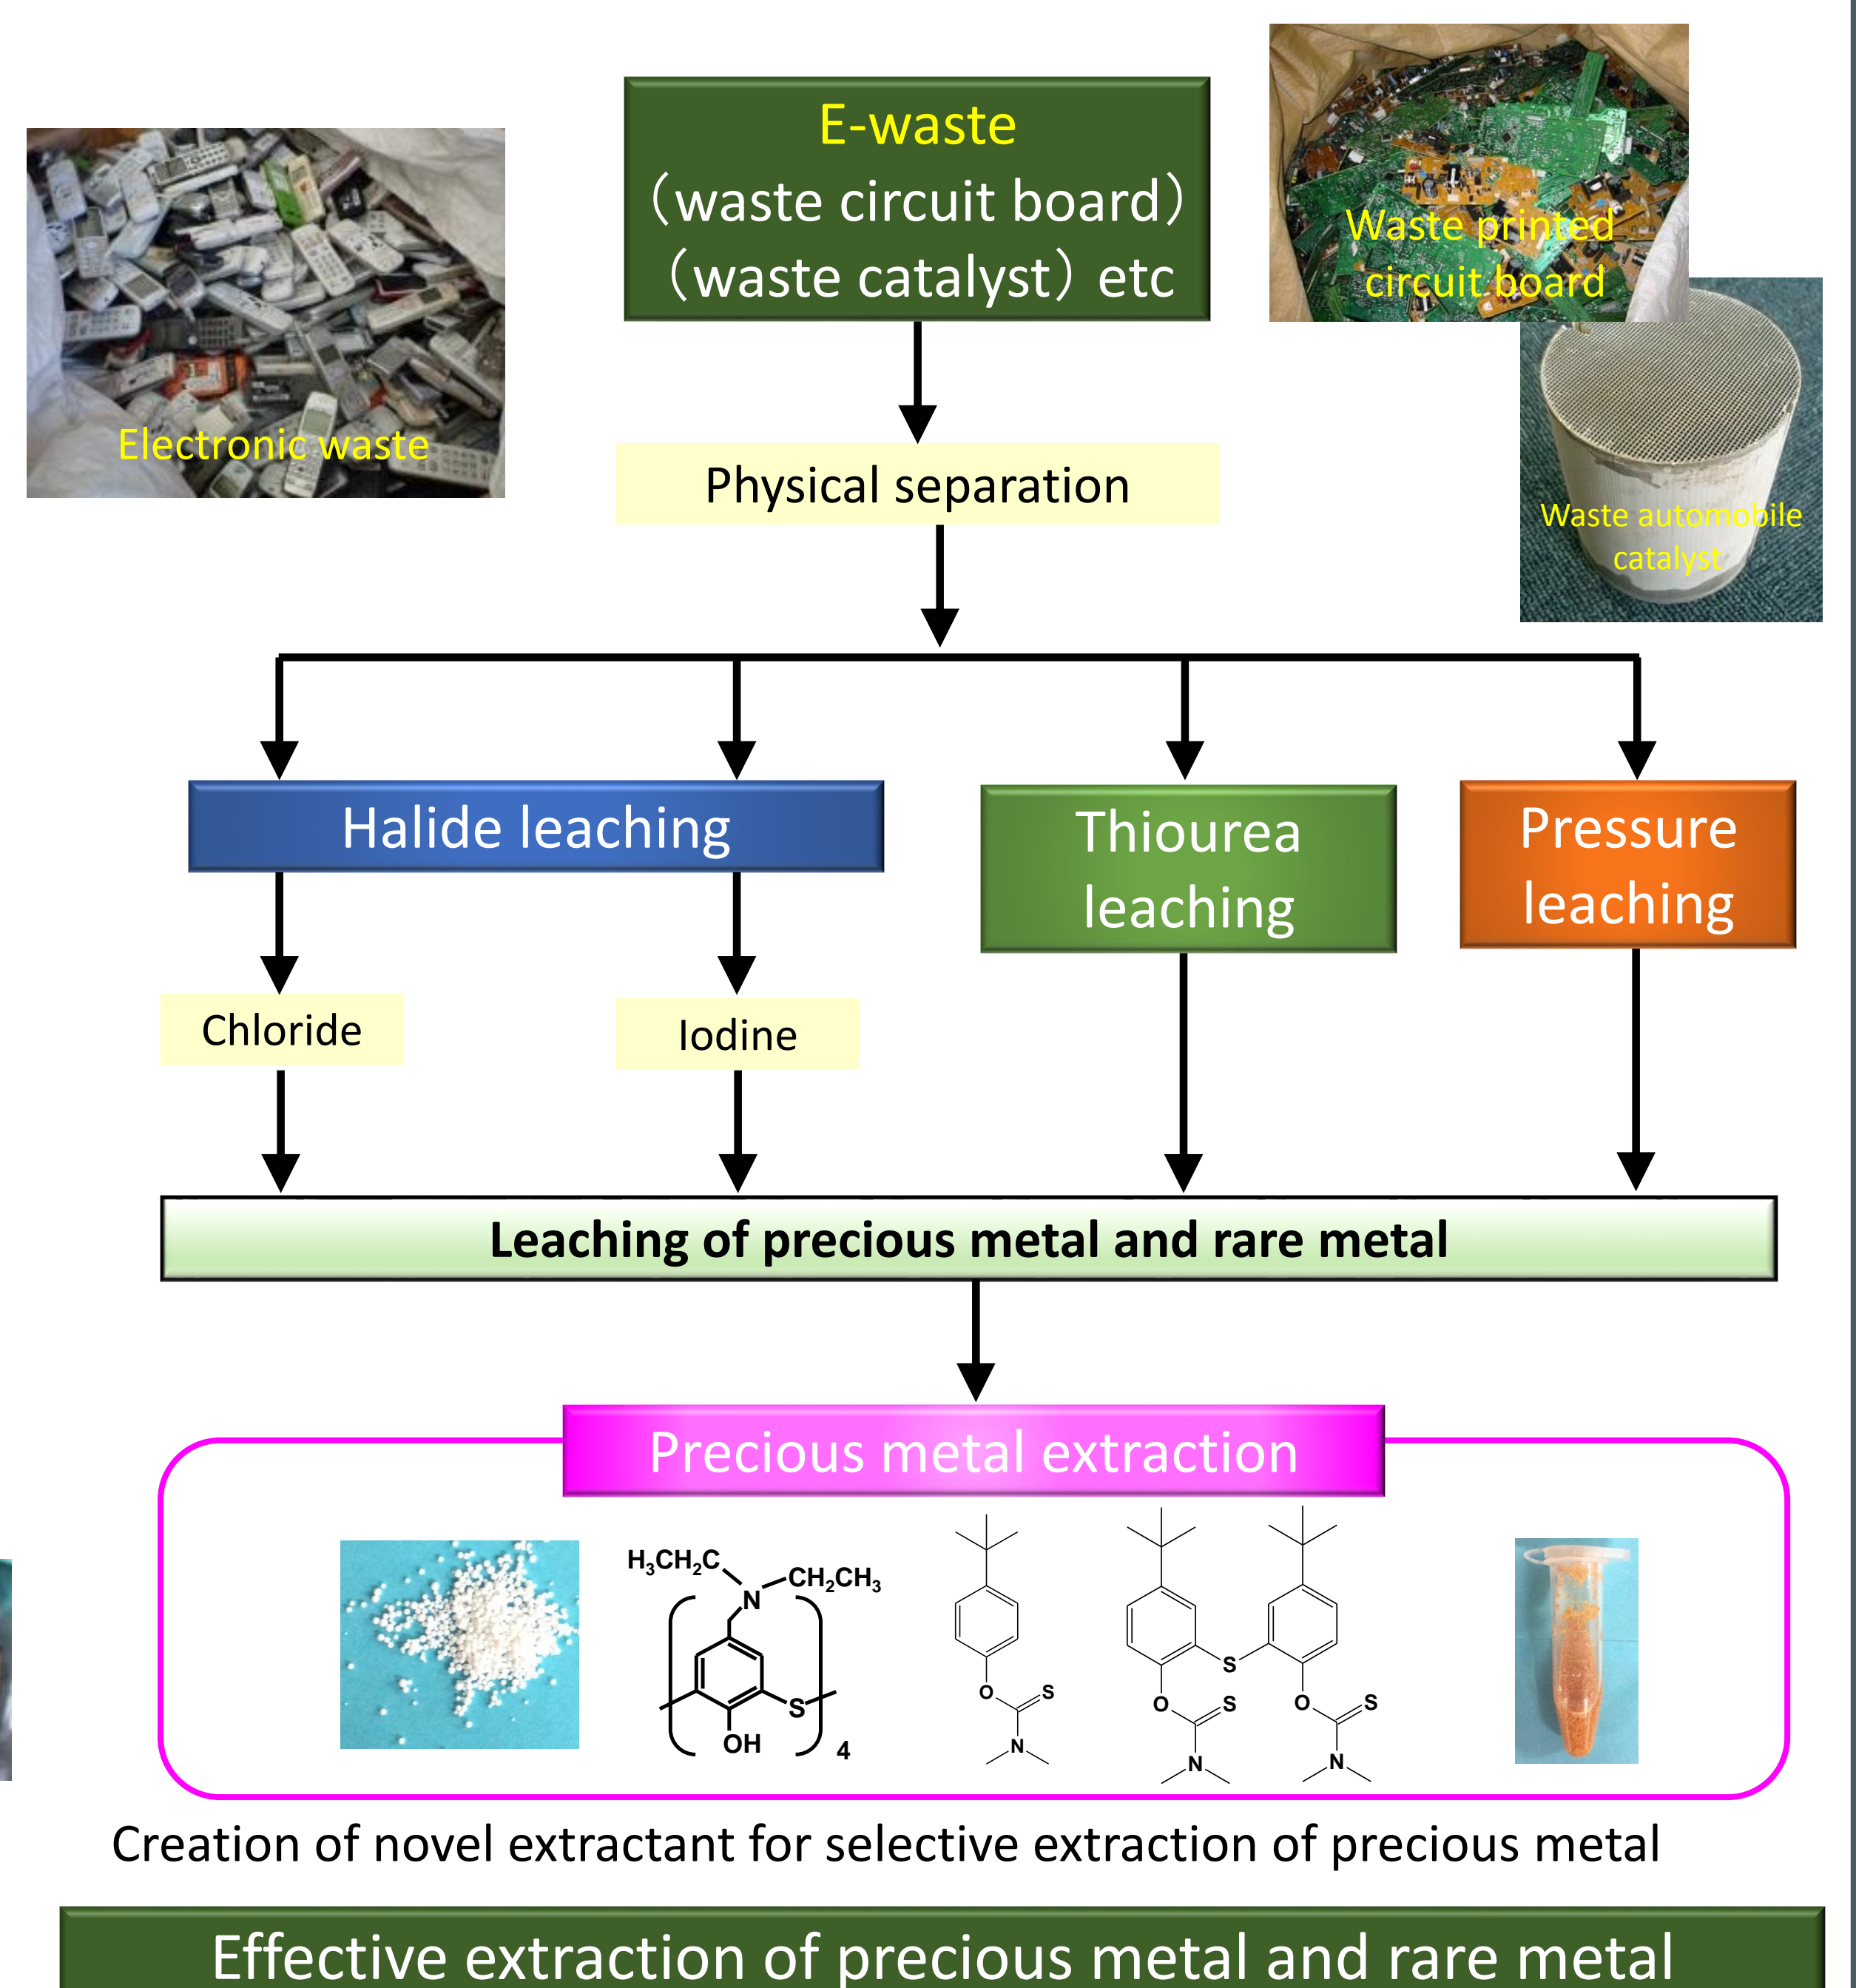 E-waste
（waste circuit board）
（waste catalyst）etc
Waste printed
circuit board
Electronic waste
Physical separation
Waste automobile
catalyst
Halide leaching
Thiourea
leaching
Pressure
leaching
Chloride
Iodine
Leaching of precious metal and rare metal
Precious metal extraction
H₃CH₂C
CH₂CH₃
N
S
OH
4
O
S
N
S
O
S
N
O
S
N
Creation of novel extractant for selective extraction of precious metal
Effective extraction of precious metal and rare metal